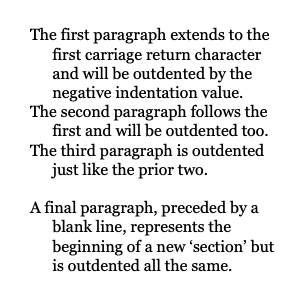 The first paragraph extends to the
first carriage return character
and will be outdented by the
negative indentation value.
The second paragraph follows the
first and will be outdented too.
The third paragraph is outdented
just like the prior two.

A final paragraph, preceded by a
blank line, represents the
beginning of a new ‘section’ but
is outdented all the same.